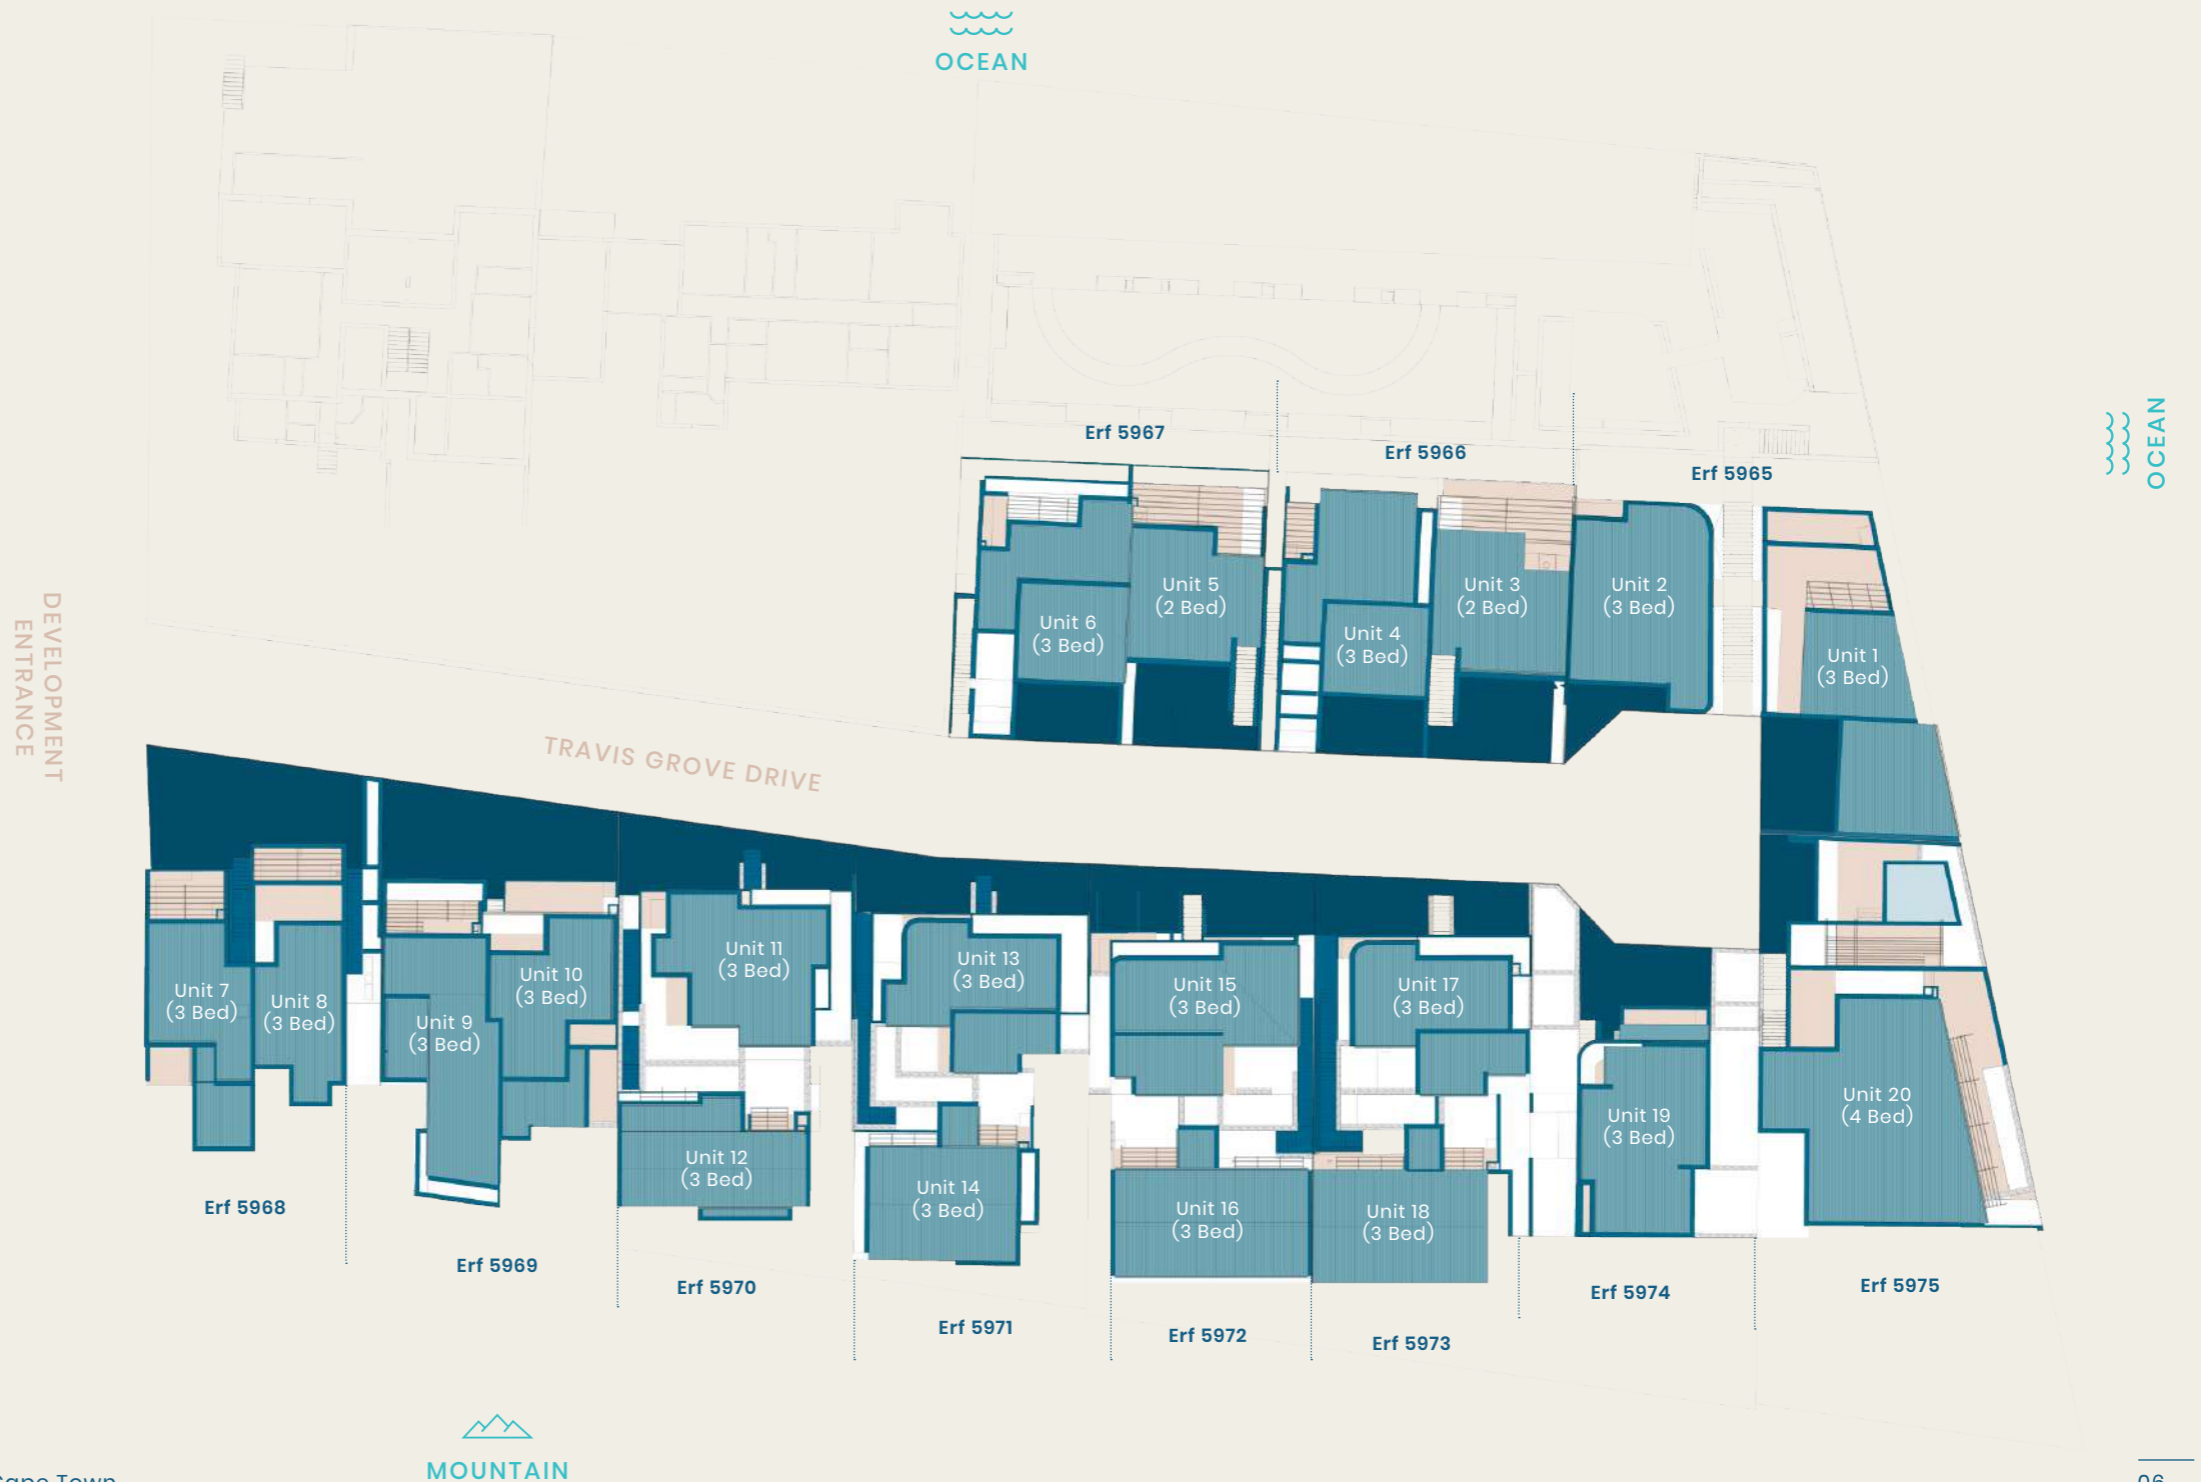 OCEAN
OCEAN
DEVELOPMENT
ENTRANCE
Erf 5967
Erf 5966
Erf 5965
Unit 6
(3 Bed)
Unit 5
(2 Bed)
Unit 4
(3 Bed)
Unit 3
(2 Bed)
Unit 2
(3 Bed)
Unit 1
(3 Bed)
TRAVIS GROVE DRIVE
Unit 7
(3 Bed)
Unit 8
(3 Bed)
Unit 9
(3 Bed)
Unit 10
(3 Bed)
Unit 11
(3 Bed)
Unit 12
(3 Bed)
Unit 13
(3 Bed)
Unit 14
(3 Bed)
Unit 15
(3 Bed)
Unit 16
(3 Bed)
Unit 17
(3 Bed)
Unit 18
(3 Bed)
Unit 19
(3 Bed)
Unit 20
(4 Bed)
Erf 5968
Erf 5969
Erf 5970
Erf 5971
Erf 5972
Erf 5973
Erf 5974
Erf 5975
MOUNTAIN
Cape Town
06